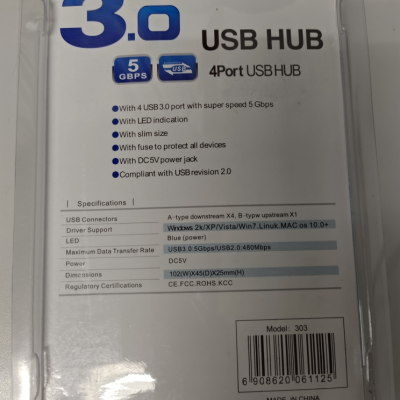 3.0
USB HUB
5
GBPS
USB
4Port USB HUB
With 4 USB3.0 port with super speed 5 Gbps
With LED indication
With slim size
With fuse to protect all devices
With DC5V power jack
Compliant with USB revision 2.0
Specifications
USB Connectors A-type downstream X4, B-typw upstream X1
Driver Support Windows 2k/XP/Vista/Win7.Linuk.MAC os 10.0+
LED Blue (power)
Maximum Data Transfer Rate USB3.0:5Gbps/USB2.0:480Mbps
Power DC5V
Dimensions 102(W)X45(D)X25mm(H)
Regulatory Certifications CE.FCC.ROHS.KCC
Model: 303
6 908620 061125
MADE IN CHINA